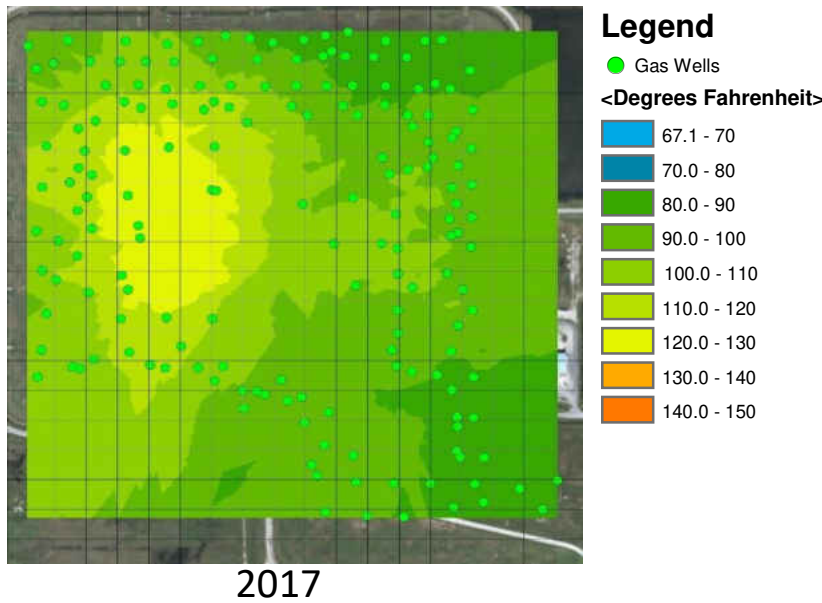 Legend
Gas Wells
<Degrees Fahrenheit>
67.1 - 70
70.0 - 80
80.0 - 90
90.0 - 100
100.0 - 110
110.0 - 120
120.0 - 130
130.0 - 140
140.0 - 150
2017